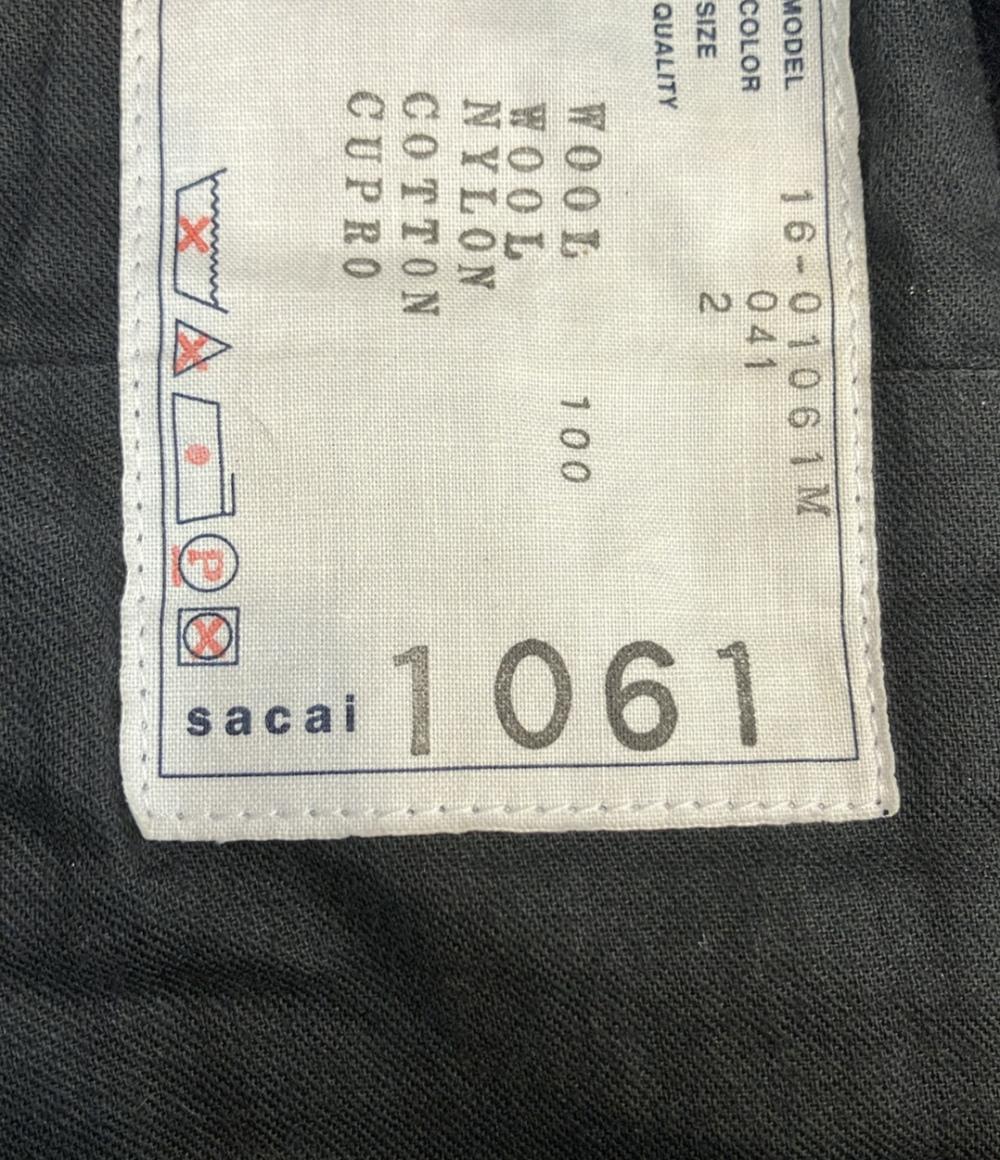 MODEL 16-01061M
COLOR 041
SIZE 2
QUALITY
WOOL 100
WOOL
NYLON
COTTON
CUPRO
P
sacai 1061